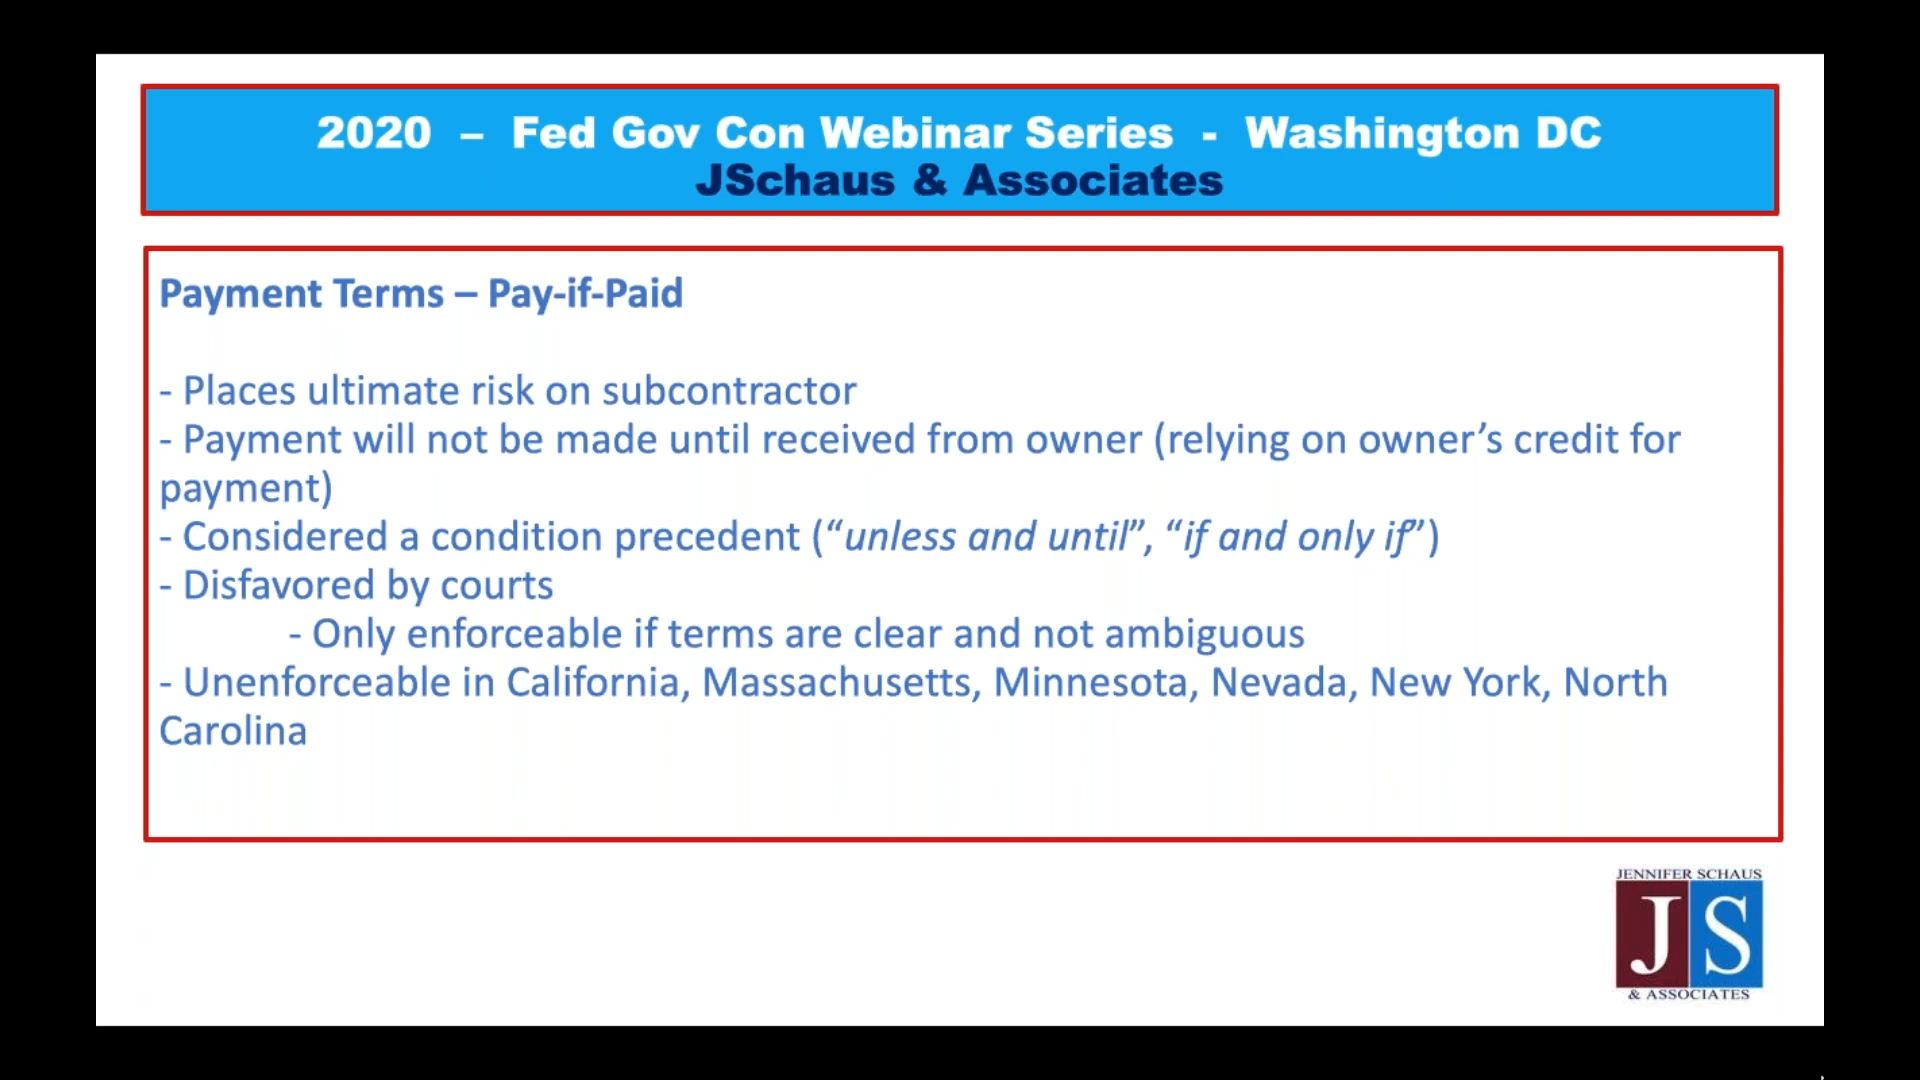 2020 – Fed Gov Con Webinar Series - Washington DC
JSchaus & Associates
Payment Terms – Pay-if-Paid
- Places ultimate risk on subcontractor
- Payment will not be made until received from owner (relying on owner’s credit for
payment)
- Considered a condition precedent (“unless and until”, “if and only if”)
- Disfavored by courts
- Only enforceable if terms are clear and not ambiguous
- Unenforceable in California, Massachusetts, Minnesota, Nevada, New York, North
Carolina
JENNIFER SCHAUS
JS
& ASSOCIATES